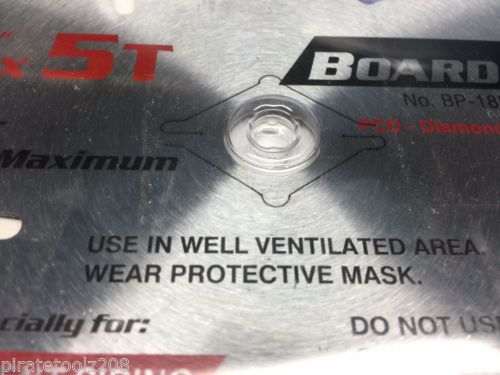 " x 5T
BOARD
No. BP-18
PCD - Diamon
Maximum
USE IN WELL VENTILATED AREA.
WEAR PROTECTIVE MASK.
cially for:
DO NOT USE
piratetoolz208